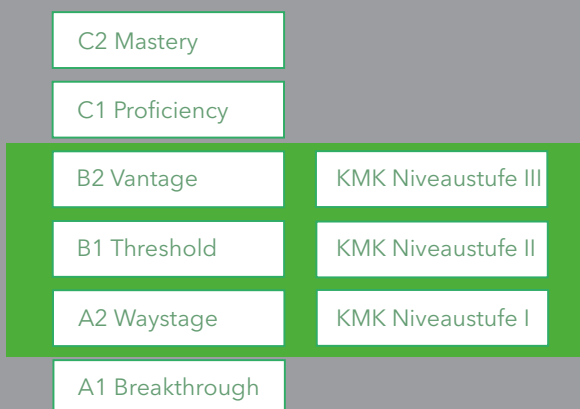 C2 Mastery
C1 Proficiency
B2 Vantage
KMK Niveaustufe III
B1 Threshold
KMK Niveaustufe II
A2 Waystage
KMK Niveaustufe I
A1 Breakthrough